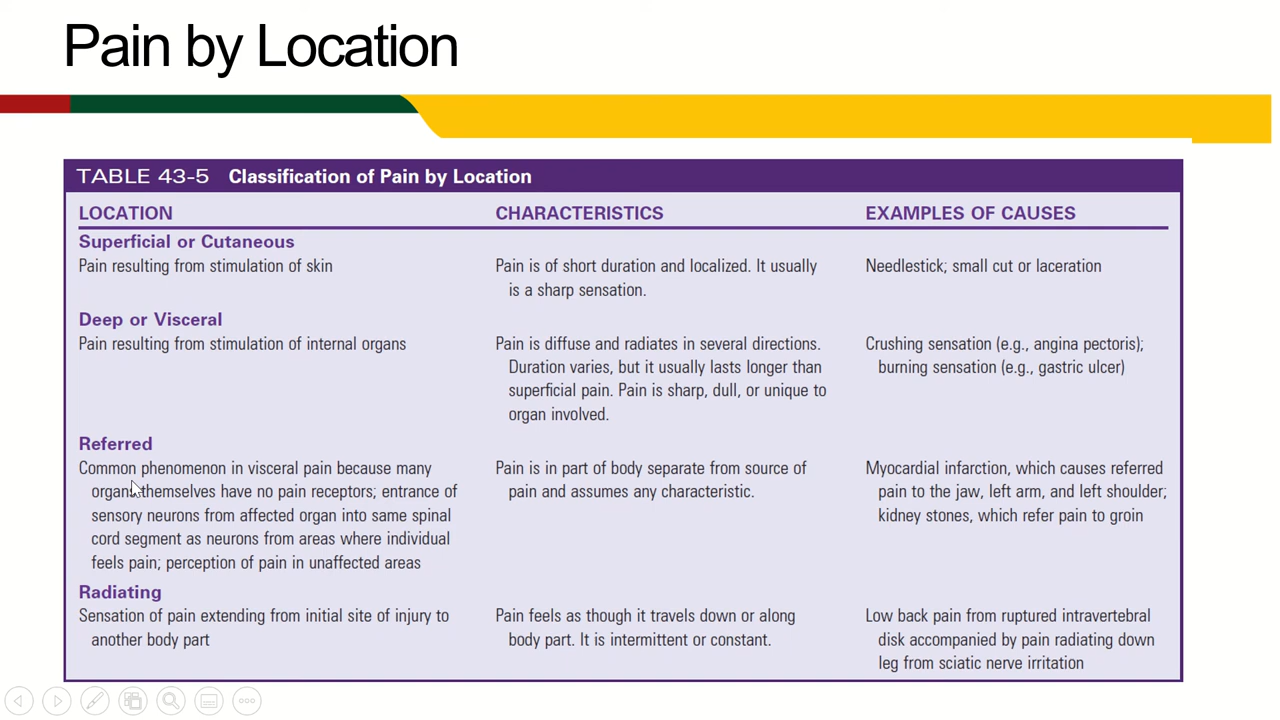 Pain by Location
TABLE 43-5 Classification of Pain by Location
LOCATION CHARACTERISTICS EXAMPLES OF CAUSES
Superficial or Cutaneous
Pain resulting from stimulation of skin
Pain is of short duration and localized. It usually
is a sharp sensation.
Needlestick; small cut or laceration
Deep or Visceral
Pain resulting from stimulation of internal organs
Pain is diffuse and radiates in several directions.
Duration varies, but it usually lasts longer than
superficial pain. Pain is sharp, dull, or unique to
organ involved.
Crushing sensation (e.g., angina pectoris);
burning sensation (e.g., gastric ulcer)
Referred
Common phenomenon in visceral pain because many
organs themselves have no pain receptors; entrance of
sensory neurons from affected organ into same spinal
cord segment as neurons from areas where individual
feels pain; perception of pain in unaffected areas
Pain is in part of body separate from source of
pain and assumes any characteristic.
Myocardial infarction, which causes referred
pain to the jaw, left arm, and left shoulder;
kidney stones, which refer pain to groin
Radiating
Sensation of pain extending from initial site of injury to
another body part
Pain feels as though it travels down or along
body part. It is intermittent or constant.
Low back pain from ruptured intravertebral
disk accompanied by pain radiating down
leg from sciatic nerve irritation